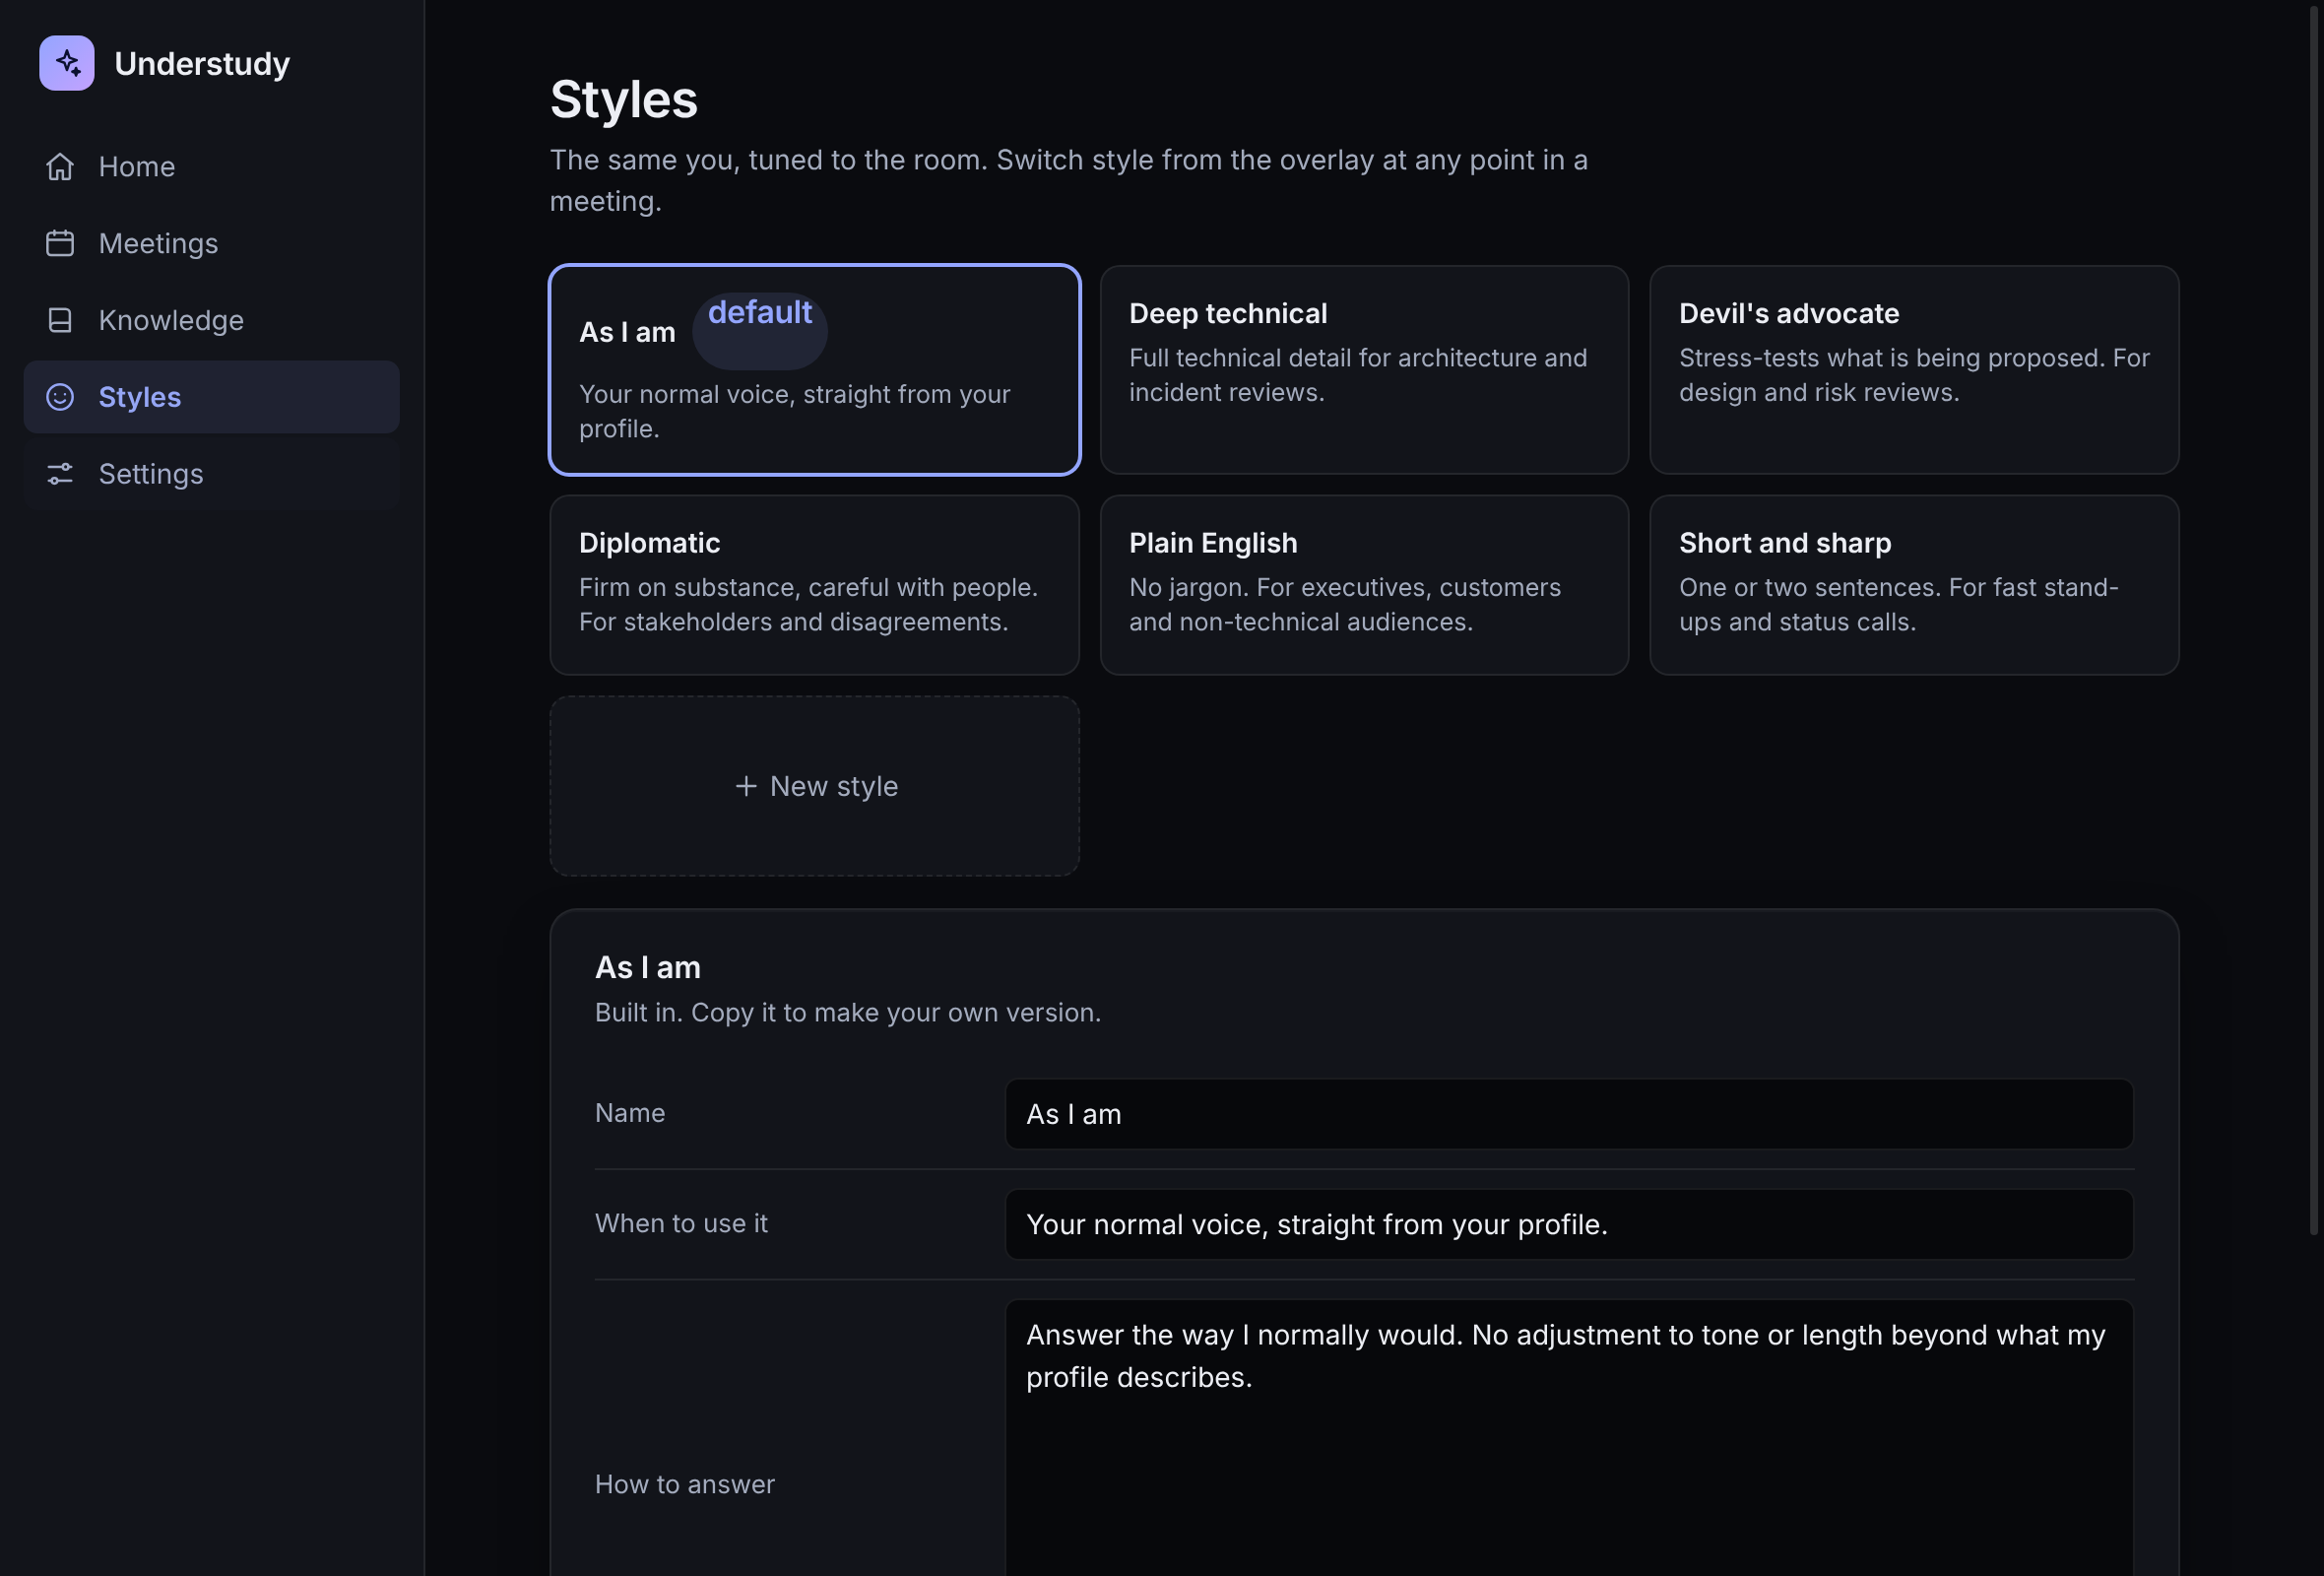 Understudy
Home
Meetings
Knowledge
Styles
Settings
Styles
The same you, tuned to the room. Switch style from the overlay at any point in a
meeting.
As I am default
Your normal voice, straight from your
profile.
Deep technical
Full technical detail for architecture and
incident reviews.
Devil's advocate
Stress-tests what is being proposed. For
design and risk reviews.
Diplomatic
Firm on substance, careful with people.
For stakeholders and disagreements.
Plain English
No jargon. For executives, customers
and non-technical audiences.
Short and sharp
One or two sentences. For fast stand-
ups and status calls.
+ New style
As I am
Built in. Copy it to make your own version.
Name
As I am
When to use it
Your normal voice, straight from your profile.
How to answer
Answer the way I normally would. No adjustment to tone or length beyond what my
profile describes.